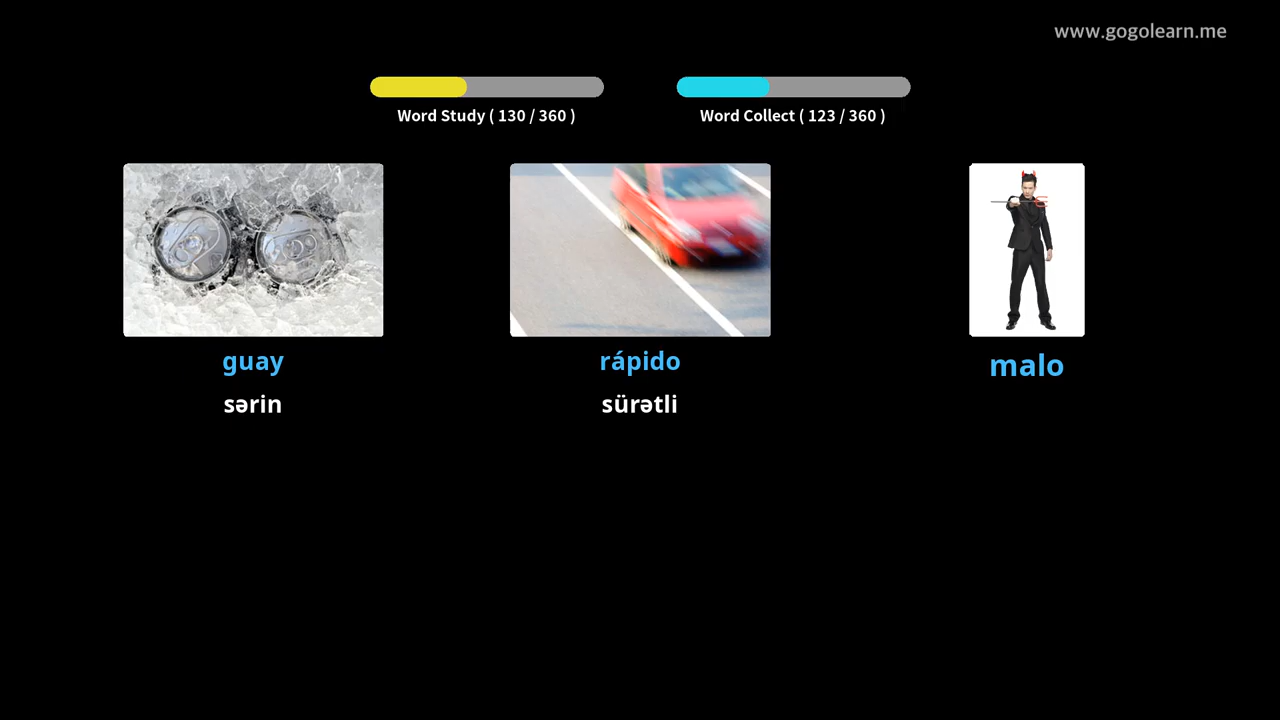 www.gogolearn.me
Word Study ( 130 / 360 )
Word Collect ( 123 / 360 )
guay
rápido
malo
sərin
sürətli